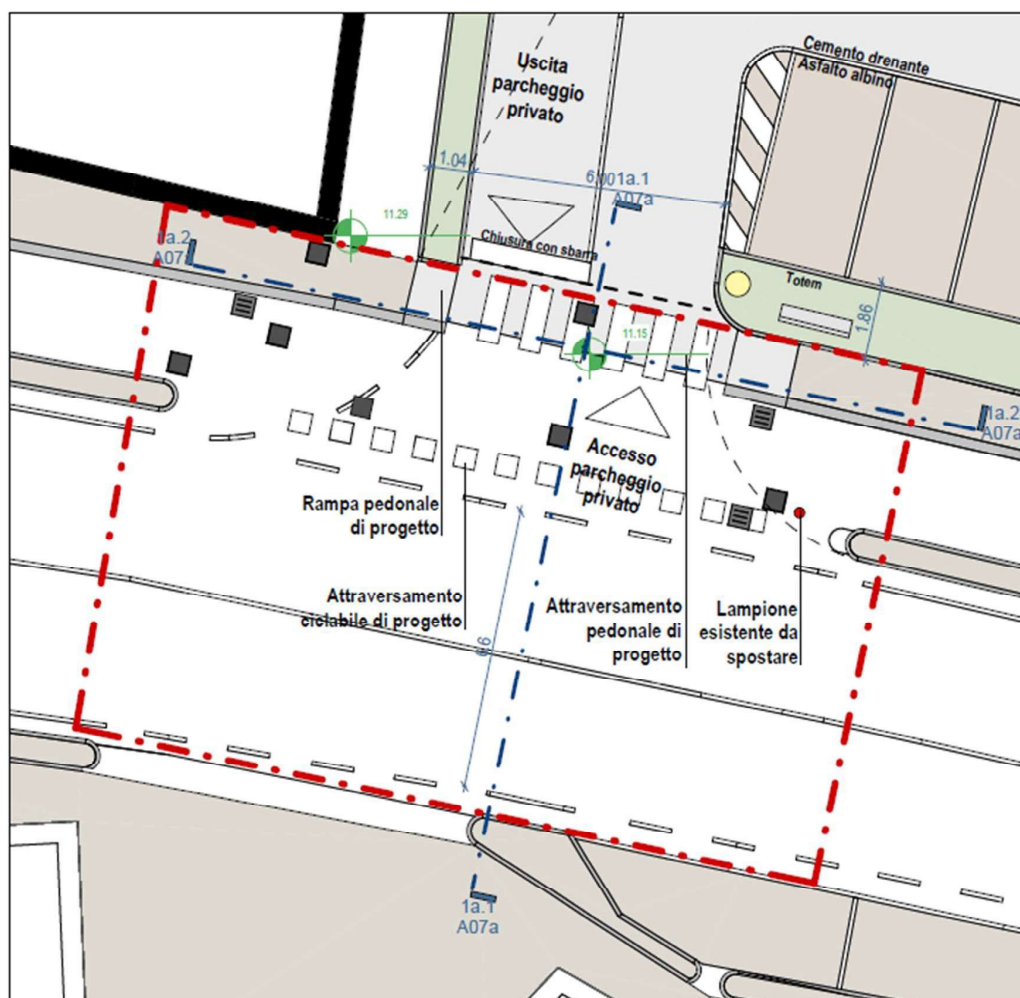 Cemento drenante
Asfalto albino
Uscita
parcheggio
privato
1.04
6.00
1a.1
A07a
11.29
1a.2
A07a
Chiusura con sbarra
Totem
1.86
11.15
1a.2
A07a
Accesso
parcheggio
privato
Rampa pedonale
di progetto
Attraversamento
ciclabile di progetto
Attraversamento
pedonale di
progetto
Lampione
esistente da
spostare
1a.1
A07a